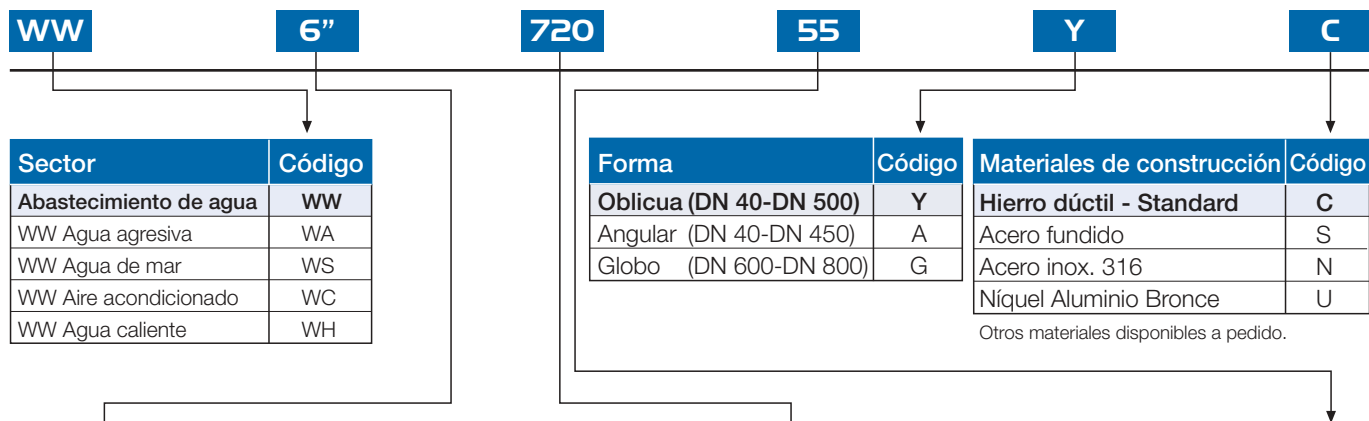 WW 6” 720 55 Y C
Sector Código
Abastecimiento de agua WW
WW Agua agresiva WA
WW Agua de mar WS
WW Aire acondicionado WC
WW Agua caliente WH
Forma Código
Oblicua (DN 40-DN 500) Y
Angular (DN 40-DN 450) A
Globo (DN 600-DN 800) G
Materiales de construcción Código
Hierro dúctil - Standard C
Acero fundido S
Acero inox. 316 N
Níquel Aluminio Bronce U
Otros materiales disponibles a pedido.